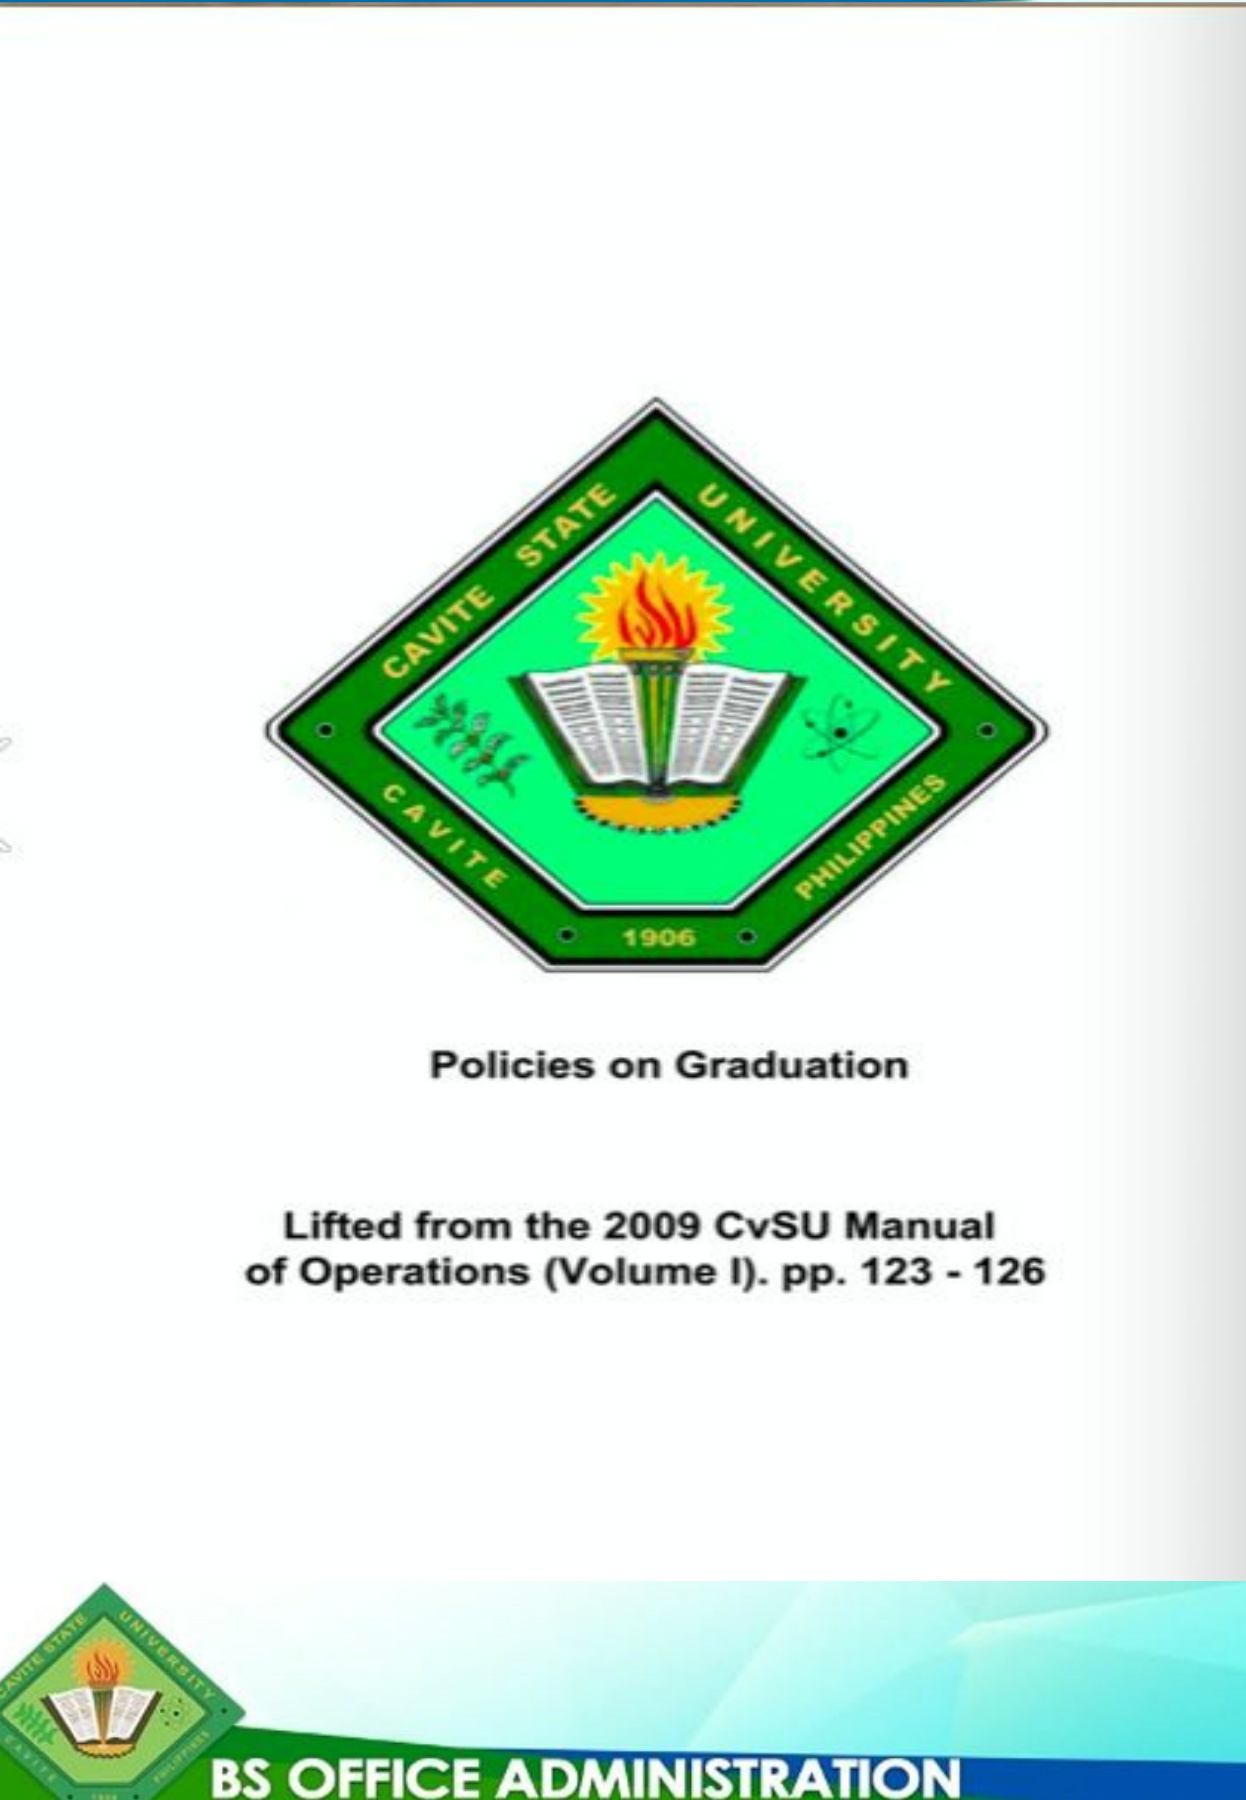 CAVITE STATE UNIVERSITY
CAVITE
PHILIPPINES
1906
Policies on Graduation
Lifted from the 2009 CvSU Manual
of Operations (Volume I). pp. 123 - 126
CAVITE STATE UNIVERSITY
CAVITE
PHILIPPINES
1906
BS OFFICE ADMINISTRATION